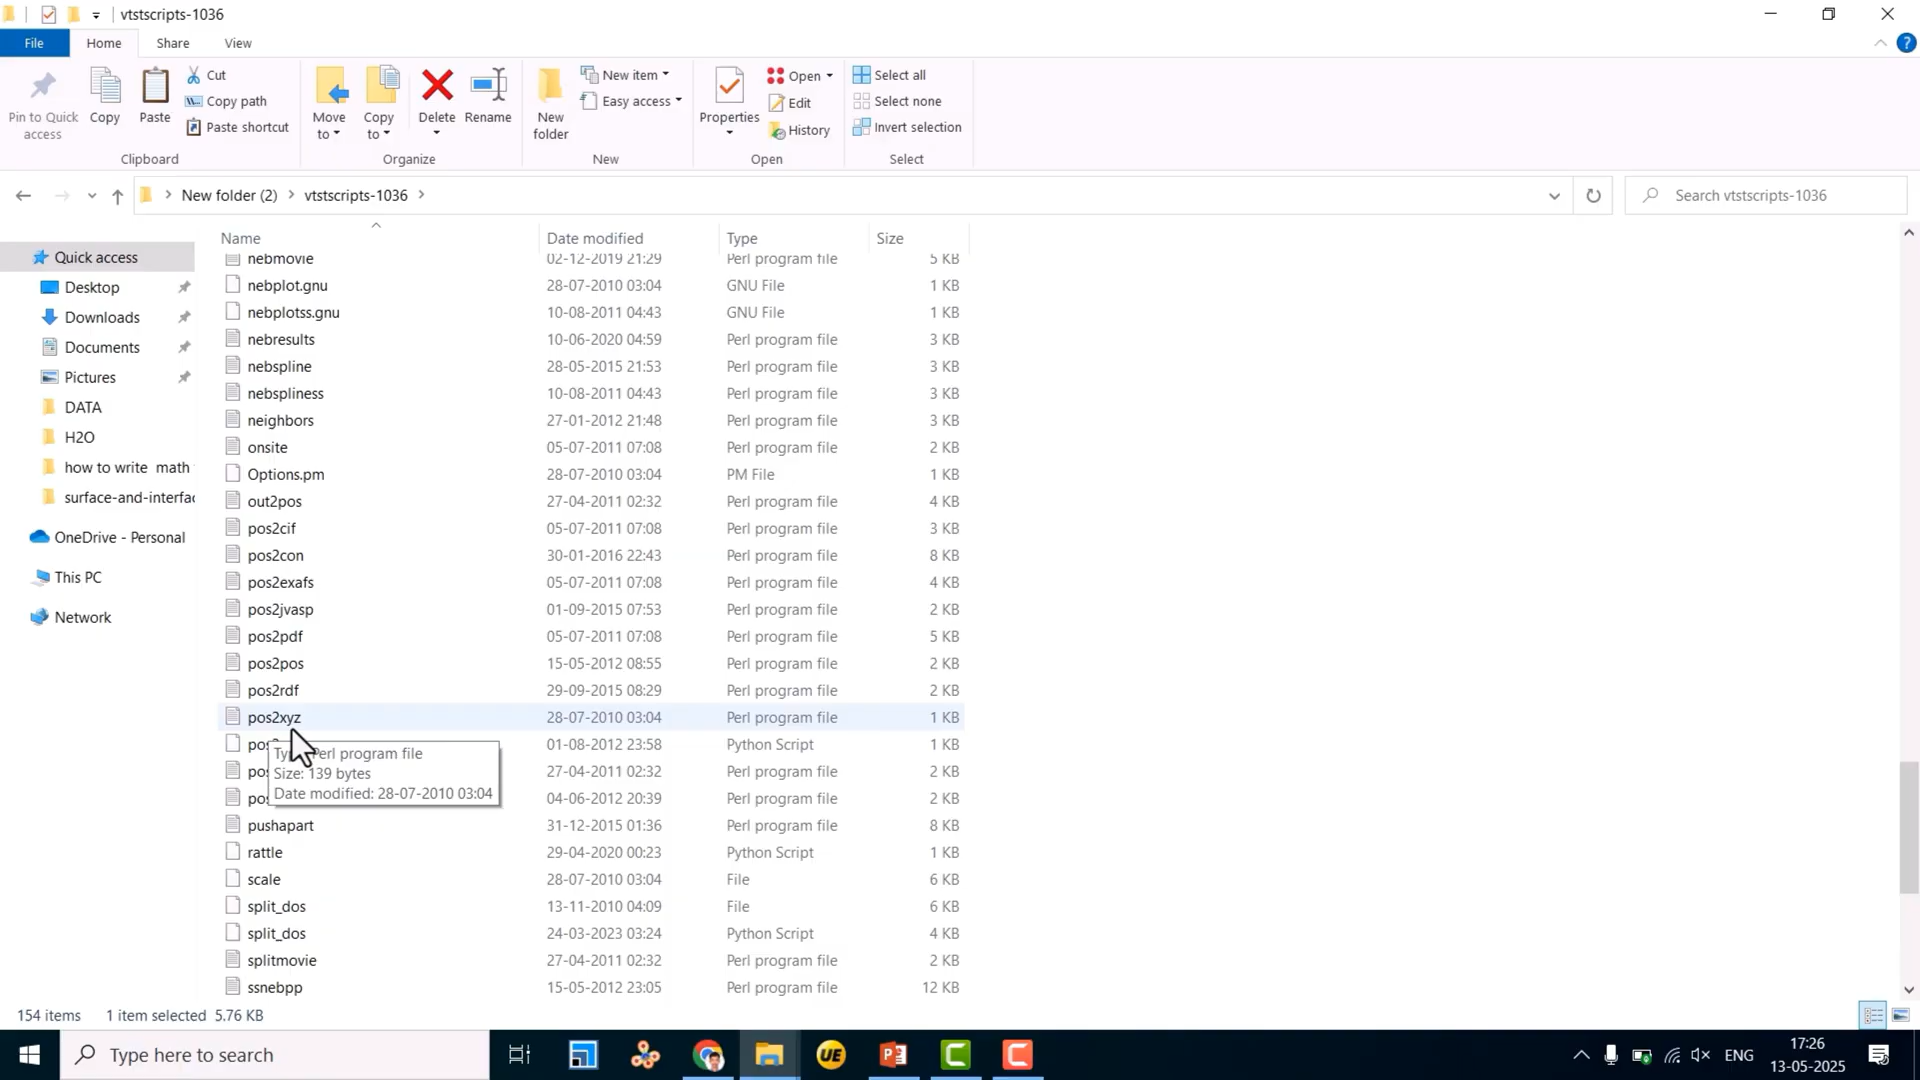 vtstscripts-1036
File Home Share View
Pin to Quick access
Copy
Paste
Cut
Copy path
Paste shortcut
Clipboard
Move to
Copy to
Delete
Rename
Organize
New folder
New item
Easy access
New
Properties
Open
Edit
History
Open
Select all
Select none
Invert selection
Select
New folder (2) vtstscripts-1036
Search vtstscripts-1036
Quick access
Desktop
Downloads
Documents
Pictures
DATA
H2O
how to write math
surface-and-interfac
OneDrive - Personal
This PC
Network
Name Date modified Type Size
nebmovie 02-12-2019 21:29 Perl program file 5 KB
nebplot.gnu 28-07-2010 03:04 GNU File 1 KB
nebplotss.gnu 10-08-2011 04:43 GNU File 1 KB
nebresults 10-06-2020 04:59 Perl program file 3 KB
nebspline 28-05-2015 21:53 Perl program file 3 KB
nebspliness 10-08-2011 04:43 Perl program file 3 KB
neighbors 27-01-2012 21:48 Perl program file 3 KB
onsite 05-07-2011 07:08 Perl program file 2 KB
Options.pm 28-07-2010 03:04 PM File 1 KB
out2pos 27-04-2011 02:32 Perl program file 4 KB
pos2cif 05-07-2011 07:08 Perl program file 3 KB
pos2con 30-01-2016 22:43 Perl program file 8 KB
pos2exafs 05-07-2011 07:08 Perl program file 4 KB
pos2jvasp 01-09-2015 07:53 Perl program file 2 KB
pos2pdf 05-07-2011 07:08 Perl program file 5 KB
pos2pos 15-05-2012 08:55 Perl program file 2 KB
pos2rdf 29-09-2015 08:29 Perl program file 2 KB
pos2xyz 28-07-2010 03:04 Perl program file 1 KB
pos 01-08-2012 23:58 Python Script 1 KB
pos 27-04-2011 02:32 Perl program file 2 KB
pos 04-06-2012 20:39 Perl program file 2 KB
Perl program file
Size: 139 bytes
Date modified: 28-07-2010 03:04
pushapart 31-12-2015 01:36 Perl program file 8 KB
rattle 29-04-2020 00:23 Python Script 1 KB
scale 28-07-2010 03:04 File 6 KB
split_dos 13-11-2010 04:09 File 6 KB
split_dos 24-03-2023 03:24 Python Script 4 KB
splitmovie 27-04-2011 02:32 Perl program file 2 KB
ssnebpp 15-05-2012 23:05 Perl program file 12 KB
154 items 1 item selected 5.76 KB
Type here to search
UE
ENG
17:26
13-05-2025